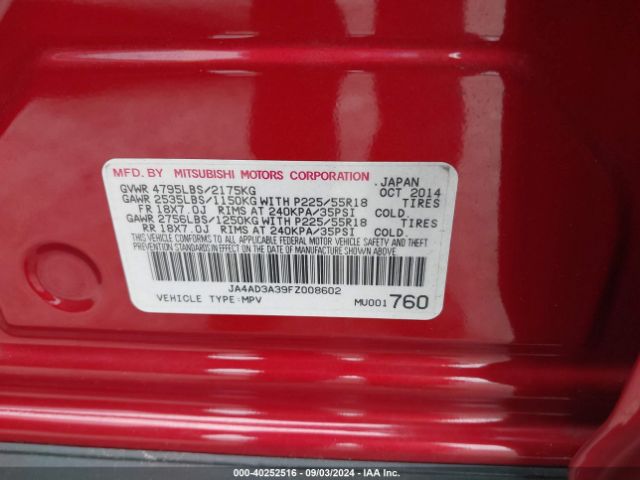 MFD. BY MITSUBISHI MOTORS CORPORATION JAPAN
GVWR 4795LBS/2175KG OCT 2014
GAWR 2535LBS/1150KG WITH P225/55R18 TIRES
FR 18X7.0J RIMS AT 240KPA/35PSI COLD.
GAWR 2756LBS/1250KG WITH P225/55R18 TIRES
RR 18X7.0J RIMS AT 240KPA/35PSI COLD.
THIS VEHICLE CONFORMS TO ALL APPLICABLE FEDERAL MOTOR VEHICLE SAFETY AND THEFT
PREVENTION STANDARDS IN EFFECT ON THE DATE OF MANUFACTURE SHOWN ABOVE.
JA4AD3A39FZ008602
VEHICLE TYPE:MPV MU001760
000-40252516 - 09/03/2024 - IAA Inc.